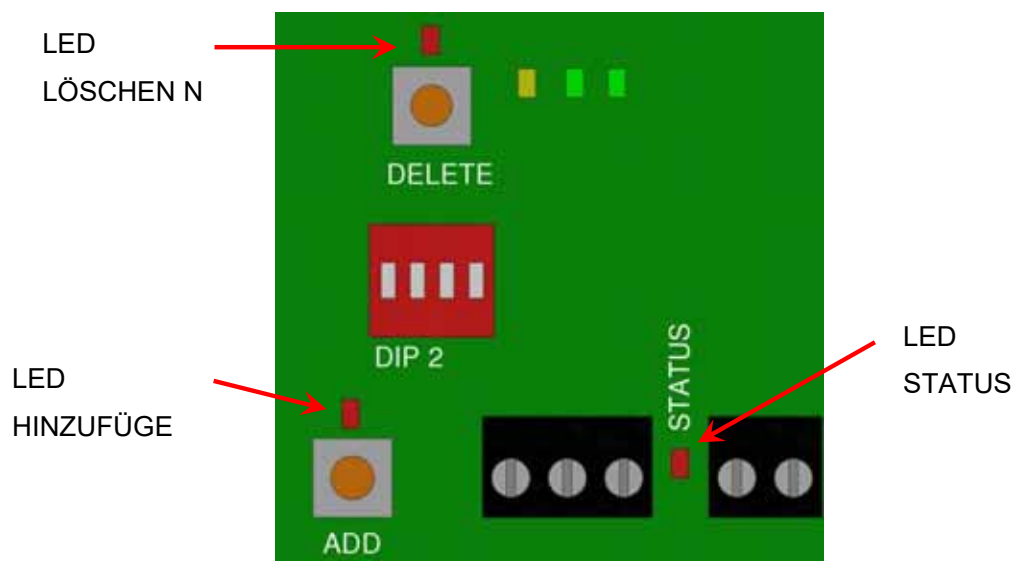 LED
LÖSCHEN N
DELETE
DIP 2
STATUS
LED
STATUS
LED
HINZUFÜGE
ADD